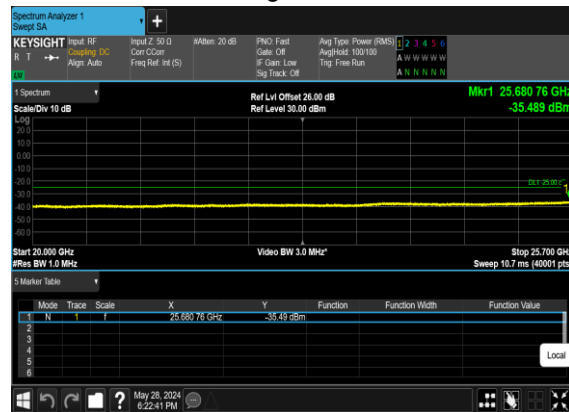 Spectrum Analyzer 1
Swept SA
+
KEYSIGHT
R T
LW
Input: RF
Coupling: DC
Align: Auto
Input Z: 50 Ω
Corr CCorr
Freq Ref: Int (S)
#Atten: 20 dB
PNO: Fast
Gate: Off
IF Gain: Low
Sig Track: Off
Avg Type: Power (RMS)
Avg|Hold: 100/100
Trig: Free Run
1 2 3 4 5 6
A W W W W W
A N N N N N
1 Spectrum
Scale/Div 10 dB
Ref Lvl Offset 26.00 dB
Ref Level 30.00 dBm
Mkr1 25.680 76 GHz
-35.489 dBm
Log
20.0
10.0
0.00
-10.0
-20.0
-30.0
-40.0
-50.0
-60.0
1
Start 20.000 GHz
#Res BW 1.0 MHz
Video BW 3.0 MHz*
Stop 25.700 GHz
Sweep 10.7 ms (40001 pts)
5 Marker Table
Mode Trace Scale X Y Function Function Width Function Value
1 N 1 f 25.680 76 GHz -35.49 dBm
2
3
4
5
6
Local
?
May 28, 2024
6:22:41 PM